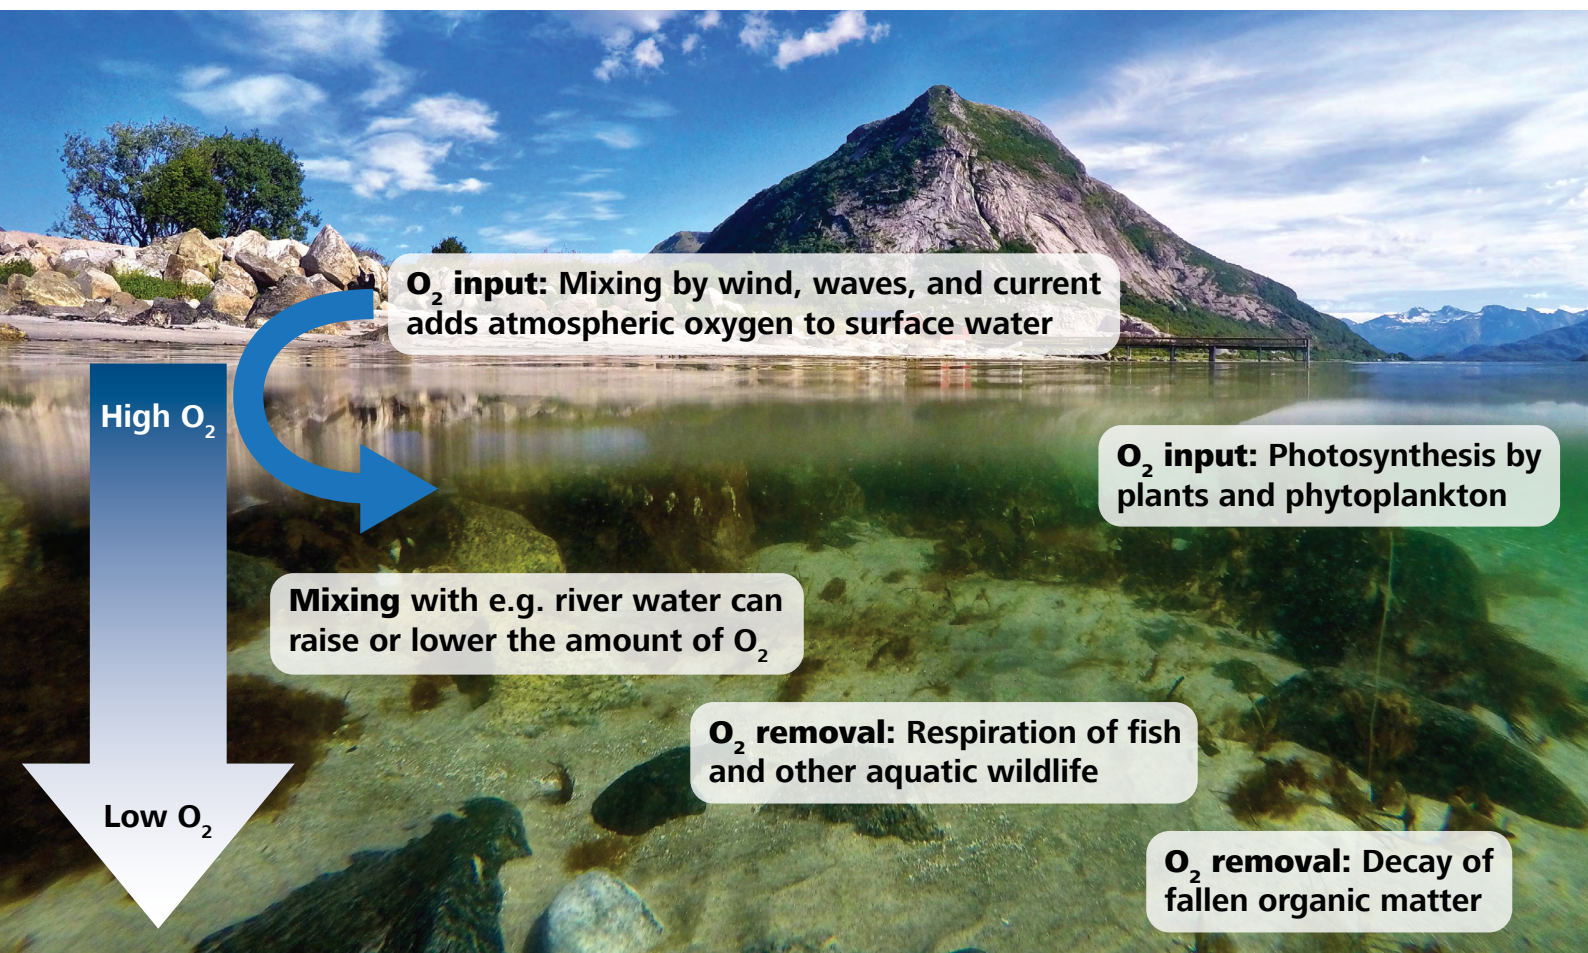 O₂ input: Mixing by wind, waves, and current
adds atmospheric oxygen to surface water
High O₂
O₂ input: Photosynthesis by
plants and phytoplankton
Mixing with e.g. river water can
raise or lower the amount of O₂
O₂ removal: Respiration of fish
and other aquatic wildlife
Low O₂
O₂ removal: Decay of
fallen organic matter